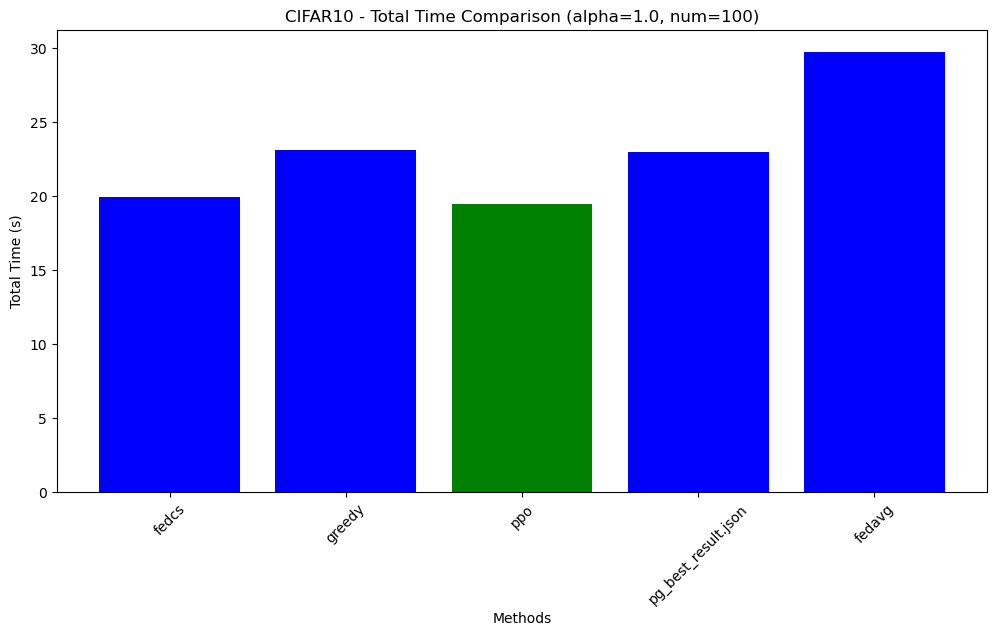 CIFAR10 - Total Time Comparison (alpha=1.0, num=100)
Total Time (s)
30
25
20
15
10
5
0
fedcs
greedy
ppo
pg_best_result.json
fedavg
Methods